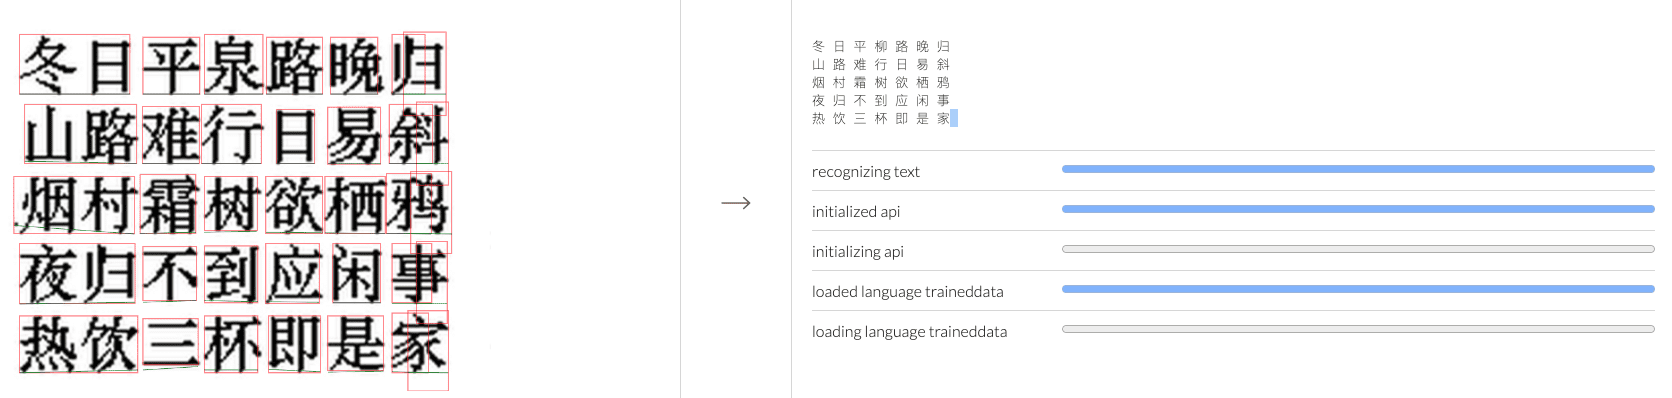 冬日平泉路晚归
山路难行日易斜
烟村霜树欲栖鸦
夜归不到应闲事
热饮三杯即是家
→
冬 日 平 柳 路 晚 归
山 路 难 行 日 易 斜
烟 村 霜 树 欲 栖 鸦
夜 归 不 到 应 闲 事
热 饮 三 杯 即 是 家
recognizing text
initialized api
initializing api
loaded language traineddata
loading language traineddata